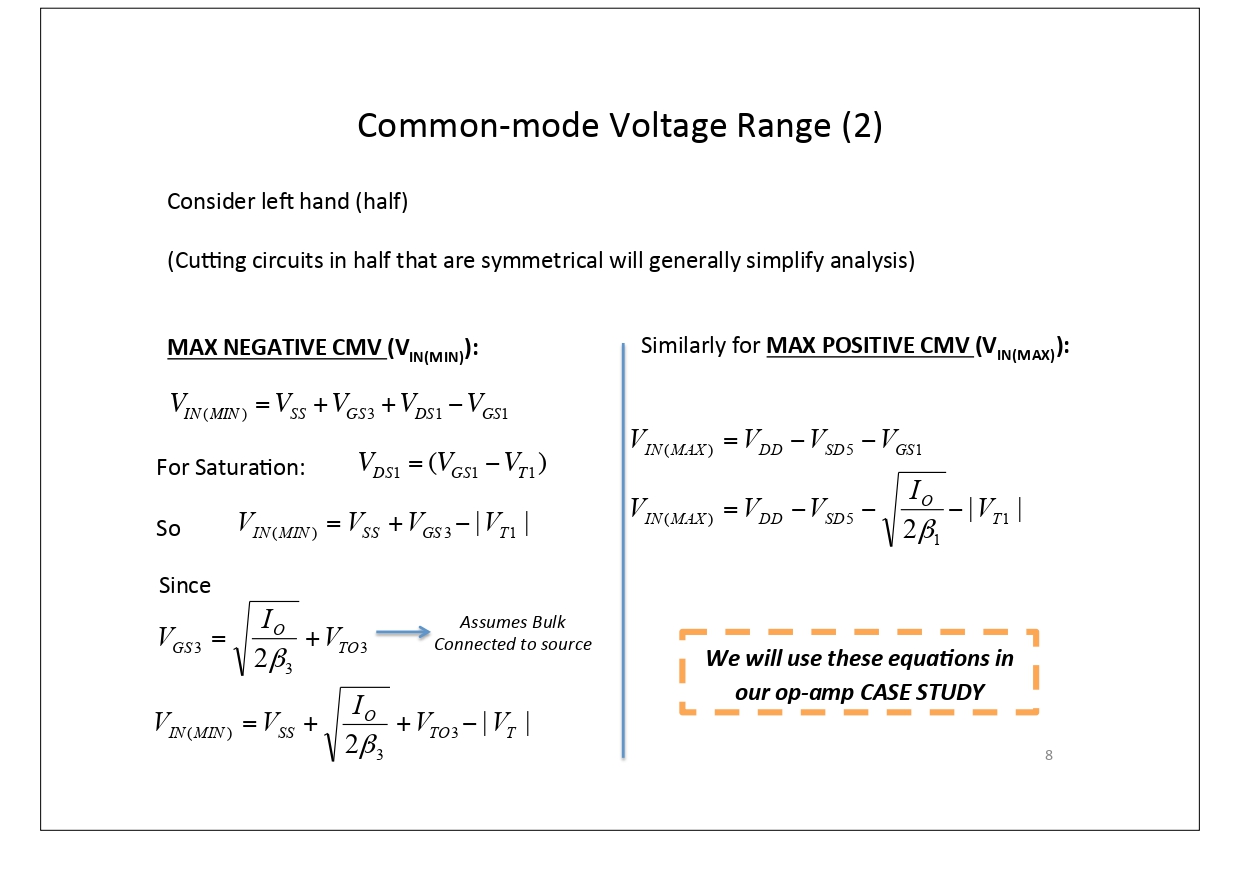 Common-mode Voltage Range (2)
Consider left hand (half)
(Cutting circuits in half that are symmetrical will generally simplify analysis)
MAX NEGATIVE CMV (V_{IN(MIN)}):
V_{IN(MIN)} = V_{SS} + V_{GS3} + V_{DS1} − V_{GS1}
For Saturation: V_{DS1} = (V_{GS1} − V_{T1})
So V_{IN(MIN)} = V_{SS} + V_{GS3} − | V_{T1} |
Since
V_{GS3} = \sqrt{\frac{I_O}{2β_3}} + V_{TO3}
Assumes Bulk
Connected to source
V_{IN(MIN)} = V_{SS} + \sqrt{\frac{I_O}{2β_3}} + V_{TO3} − | V_T |
Similarly for MAX POSITIVE CMV (V_{IN(MAX)}):
V_{IN(MAX)} = V_{DD} − V_{SD5} − V_{GS1}
V_{IN(MAX)} = V_{DD} − V_{SD5} − \sqrt{\frac{I_O}{2β_1}} − | V_{T1} |
We will use these equations in
our op-amp CASE STUDY
8